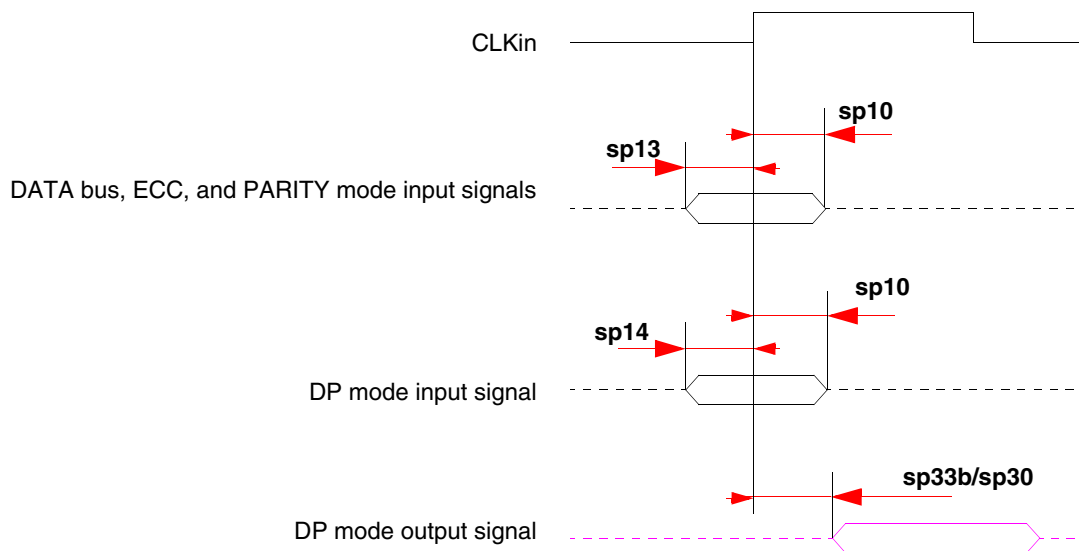 CLKin
sp10
sp13
DATA bus, ECC, and PARITY mode input signals
sp10
sp14
DP mode input signal
sp33b/sp30
DP mode output signal